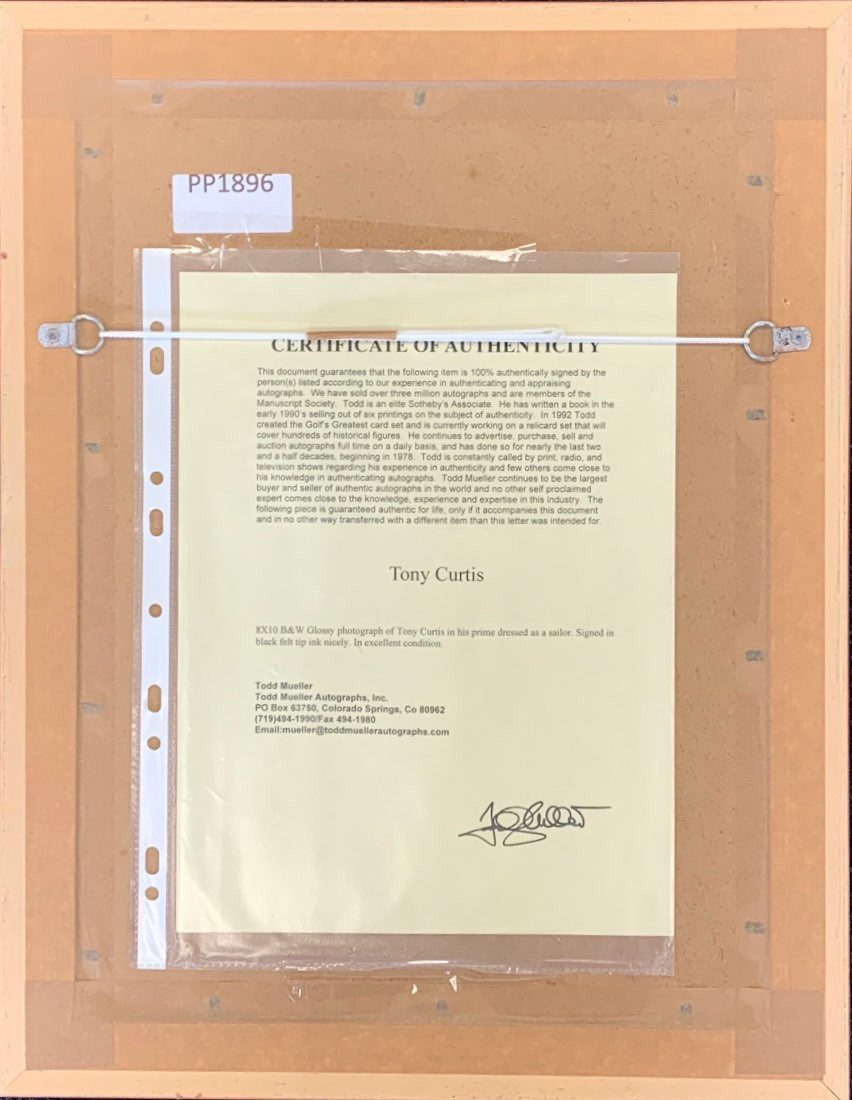 PP1896
CERTIFICATE OF AUTHENTICITY
This document guarantees that the following item is 100% authentically signed by the
person(s) listed according to our experience in authenticating and appraising
autographs. We have sold over three million autographs and are members of the
Manuscript Society. Todd is an elite Sotheby's Associate. He has written a book in the
early 1990's selling out of six printings on the subject of authenticity. In 1992 Todd
created the Golf's Greatest card set and is currently working on a relicard set that will
cover hundreds of historical figures. He continues to advertise, purchase, sell and
auction autographs full time on a daily basis, and has done so for nearly the last two
and a half decades, beginning in 1978. Todd is constantly called by print, radio, and
television shows regarding his experience in authenticity and few others come close to
his knowledge in authenticating autographs. Todd Mueller continues to be the largest
buyer and seller of authentic autographs in the world and no other self proclaimed
expert comes close to the knowledge, experience and expertise in this industry. The
following piece is guaranteed authentic for life, only if it accompanies this document
and in no other way transferred with a different item than this letter was intended for.
Tony Curtis
8X10 B&W Glossy photograph of Tony Curtis in his prime dressed as a sailor. Signed in
black felt tip ink nicely. In excellent condition.
Todd Mueller
Todd Mueller Autographs, Inc.
PO Box 63750, Colorado Springs, Co 80962
(719)494-1990/Fax 494-1980
Email:mueller@toddmuellerautographs.com